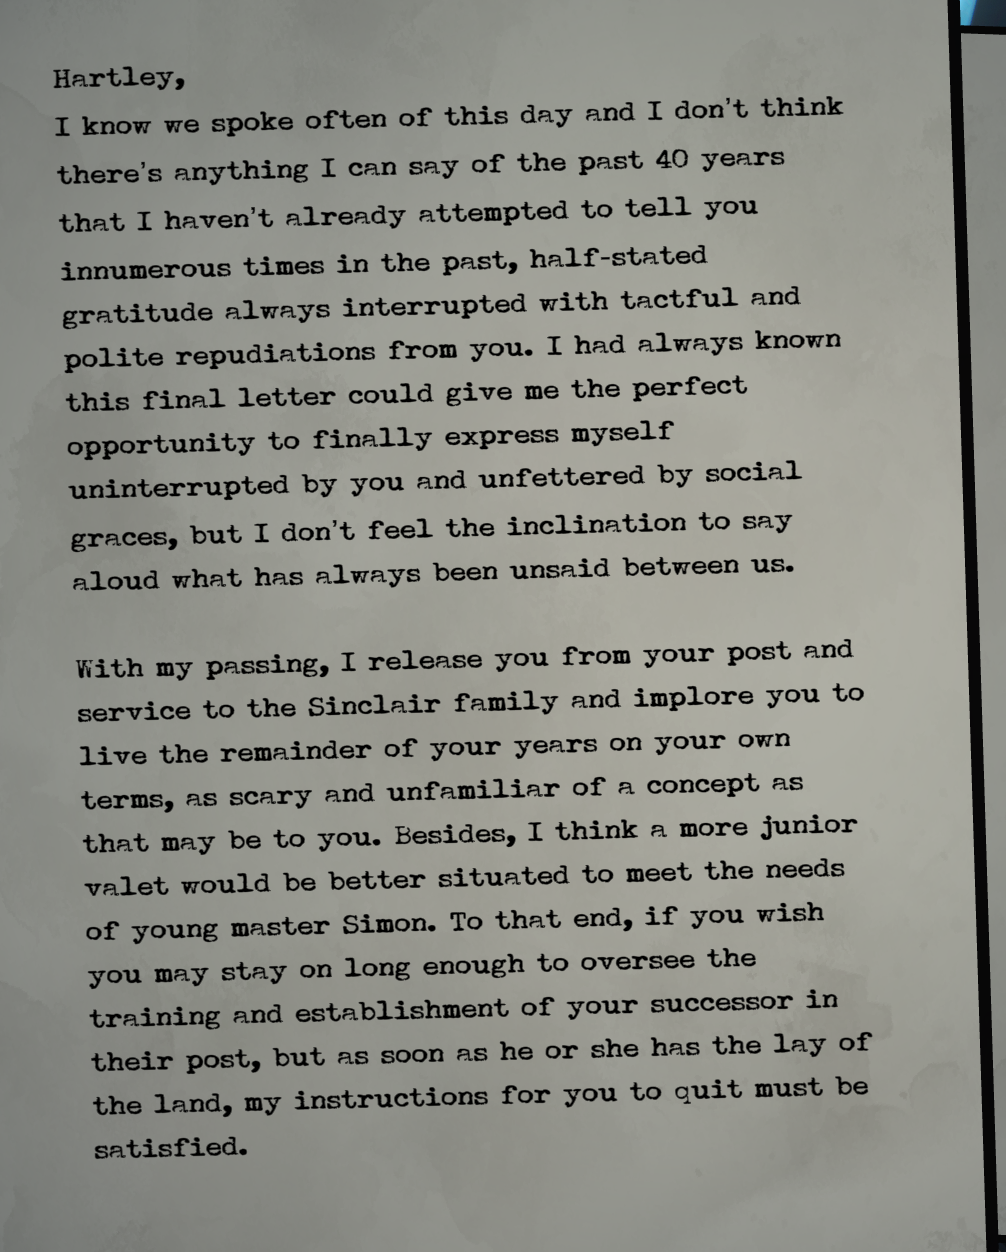 Hartley,
I know we spoke often of this day and I don't think
there's anything I can say of the past 40 years
that I haven't already attempted to tell you
innumerous times in the past, half-stated
gratitude always interrupted with tactful and
polite repudiations from you. I had always known
this final letter could give me the perfect
opportunity to finally express myself
uninterrupted by you and unfettered by social
graces, but I don't feel the inclination to say
aloud what has always been unsaid between us.
With my passing, I release you from your post and
service to the Sinclair family and implore you to
live the remainder of your years on your own
terms, as scary and unfamiliar of a concept as
that may be to you. Besides, I think a more junior
valet would be better situated to meet the needs
of young master Simon. To that end, if you wish
you may stay on long enough to oversee the
training and establishment of your successor in
their post, but as soon as he or she has the lay of
the land, my instructions for you to quit must be
satisfied.